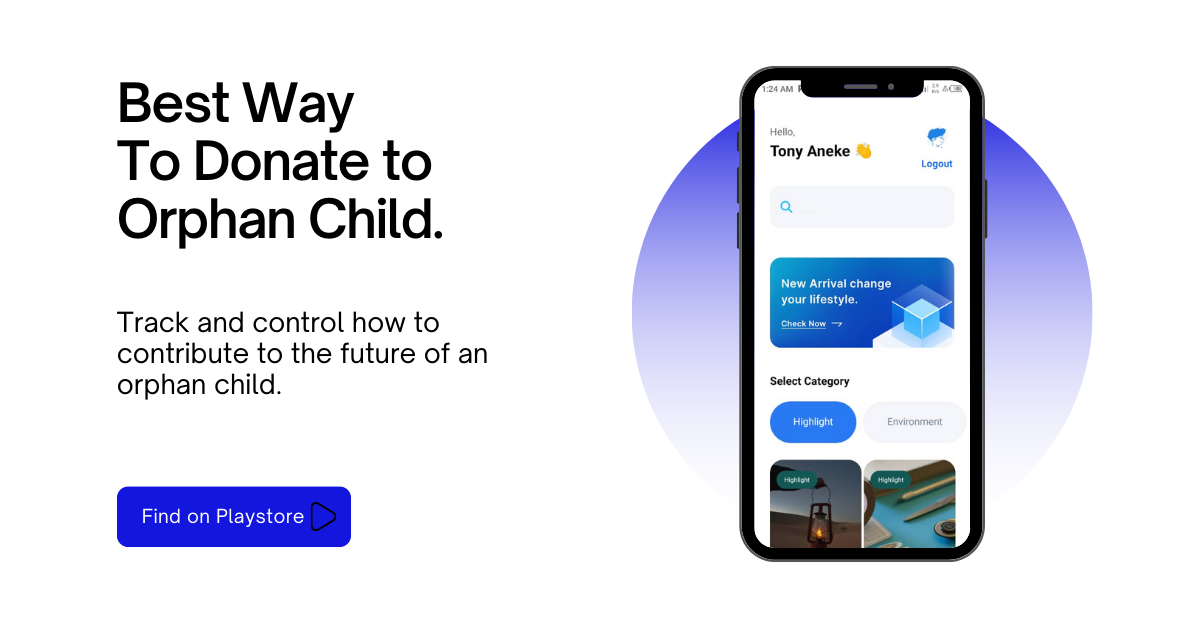 Best Way
To Donate to
Orphan Child.
Track and control how to
contribute to the future of an
orphan child.
Find on Playstore
1:24 AM
Hello,
Tony Aneke 👋
Logout
New Arrival change
your lifestyle.
Check Now
Select Category
Highlight
Environment
Highlight
Highlight